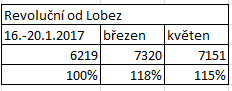 Revoluční od Lobez
16.-20.1.2017 březen květen
6219 7320 7151
100% 118% 115%